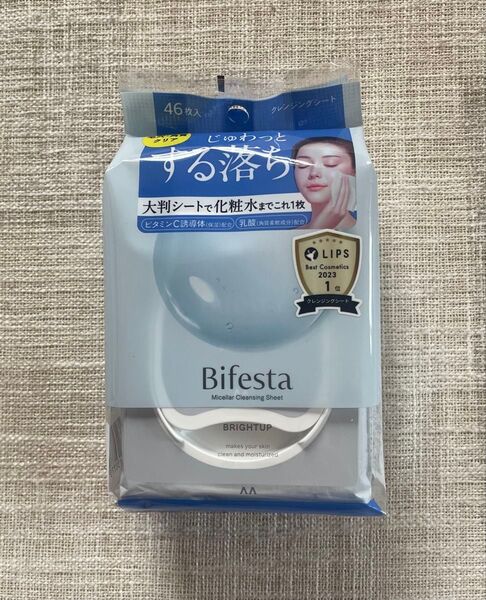 46枚入
クレンジングシート
クリア
じゅわっと
する落ち
大判シートで化粧水までこれ1枚
ビタミンC誘導体(保湿)配合 乳酸(角質柔軟成分)配合
LIPS
Best Cosmetics
2023
1位
クレンジングシート
Bifesta
Micellar Cleansing Sheet
BRIGHTUP
makes your skin
clean and moisturized